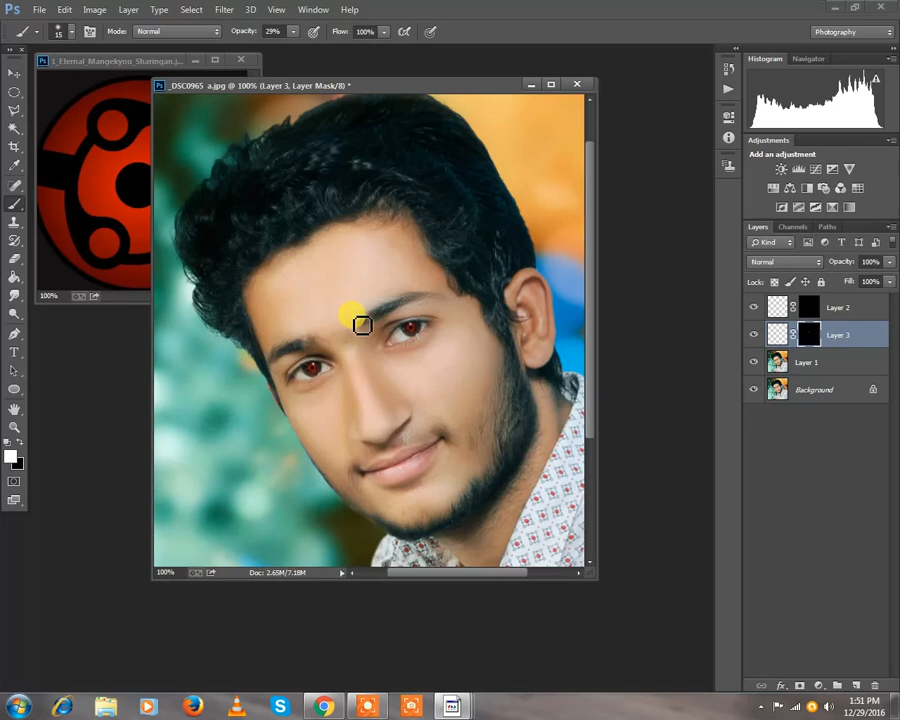 Ps File Edit Image Layer Type Select Filter 3D View Window Help
15 Mode: Normal Opacity: 29% Flow: 100% Photography
1_Eternal_Mangekyou_Sharingan.j...
_DSC0965 a.jpg @ 100% (Layer 3, Layer Mask/8) *
Histogram Navigator
Adjustments
Add an adjustment
Layers Channels Paths
Kind
Normal Opacity: 100%
Lock: Fill: 100%
Layer 2
Layer 3
Layer 1
Background
100%
100% Doc: 2.65M/7.18M
1:51 PM
12/29/2016